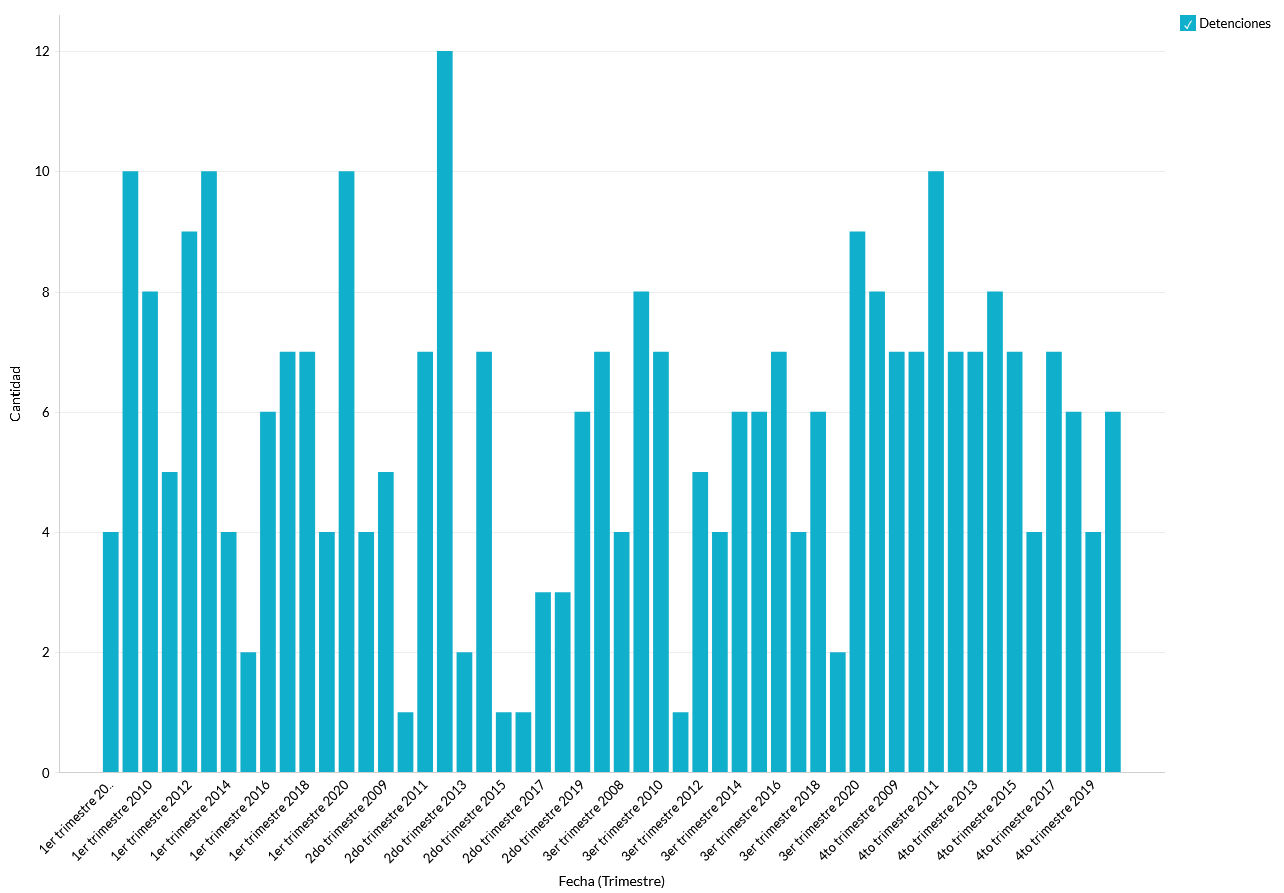 Detenciones
12
10
8
6
4
2
0
Cantidad
1er trimestre 20..
1er trimestre 2010
1er trimestre 2012
1er trimestre 2014
1er trimestre 2016
1er trimestre 2018
1er trimestre 2020
2do trimestre 2009
2do trimestre 2011
2do trimestre 2013
2do trimestre 2015
2do trimestre 2017
2do trimestre 2019
3er trimestre 2008
3er trimestre 2010
3er trimestre 2012
3er trimestre 2014
3er trimestre 2016
3er trimestre 2018
3er trimestre 2020
4to trimestre 2009
4to trimestre 2011
4to trimestre 2013
4to trimestre 2015
4to trimestre 2017
4to trimestre 2019
Fecha (Trimestre)